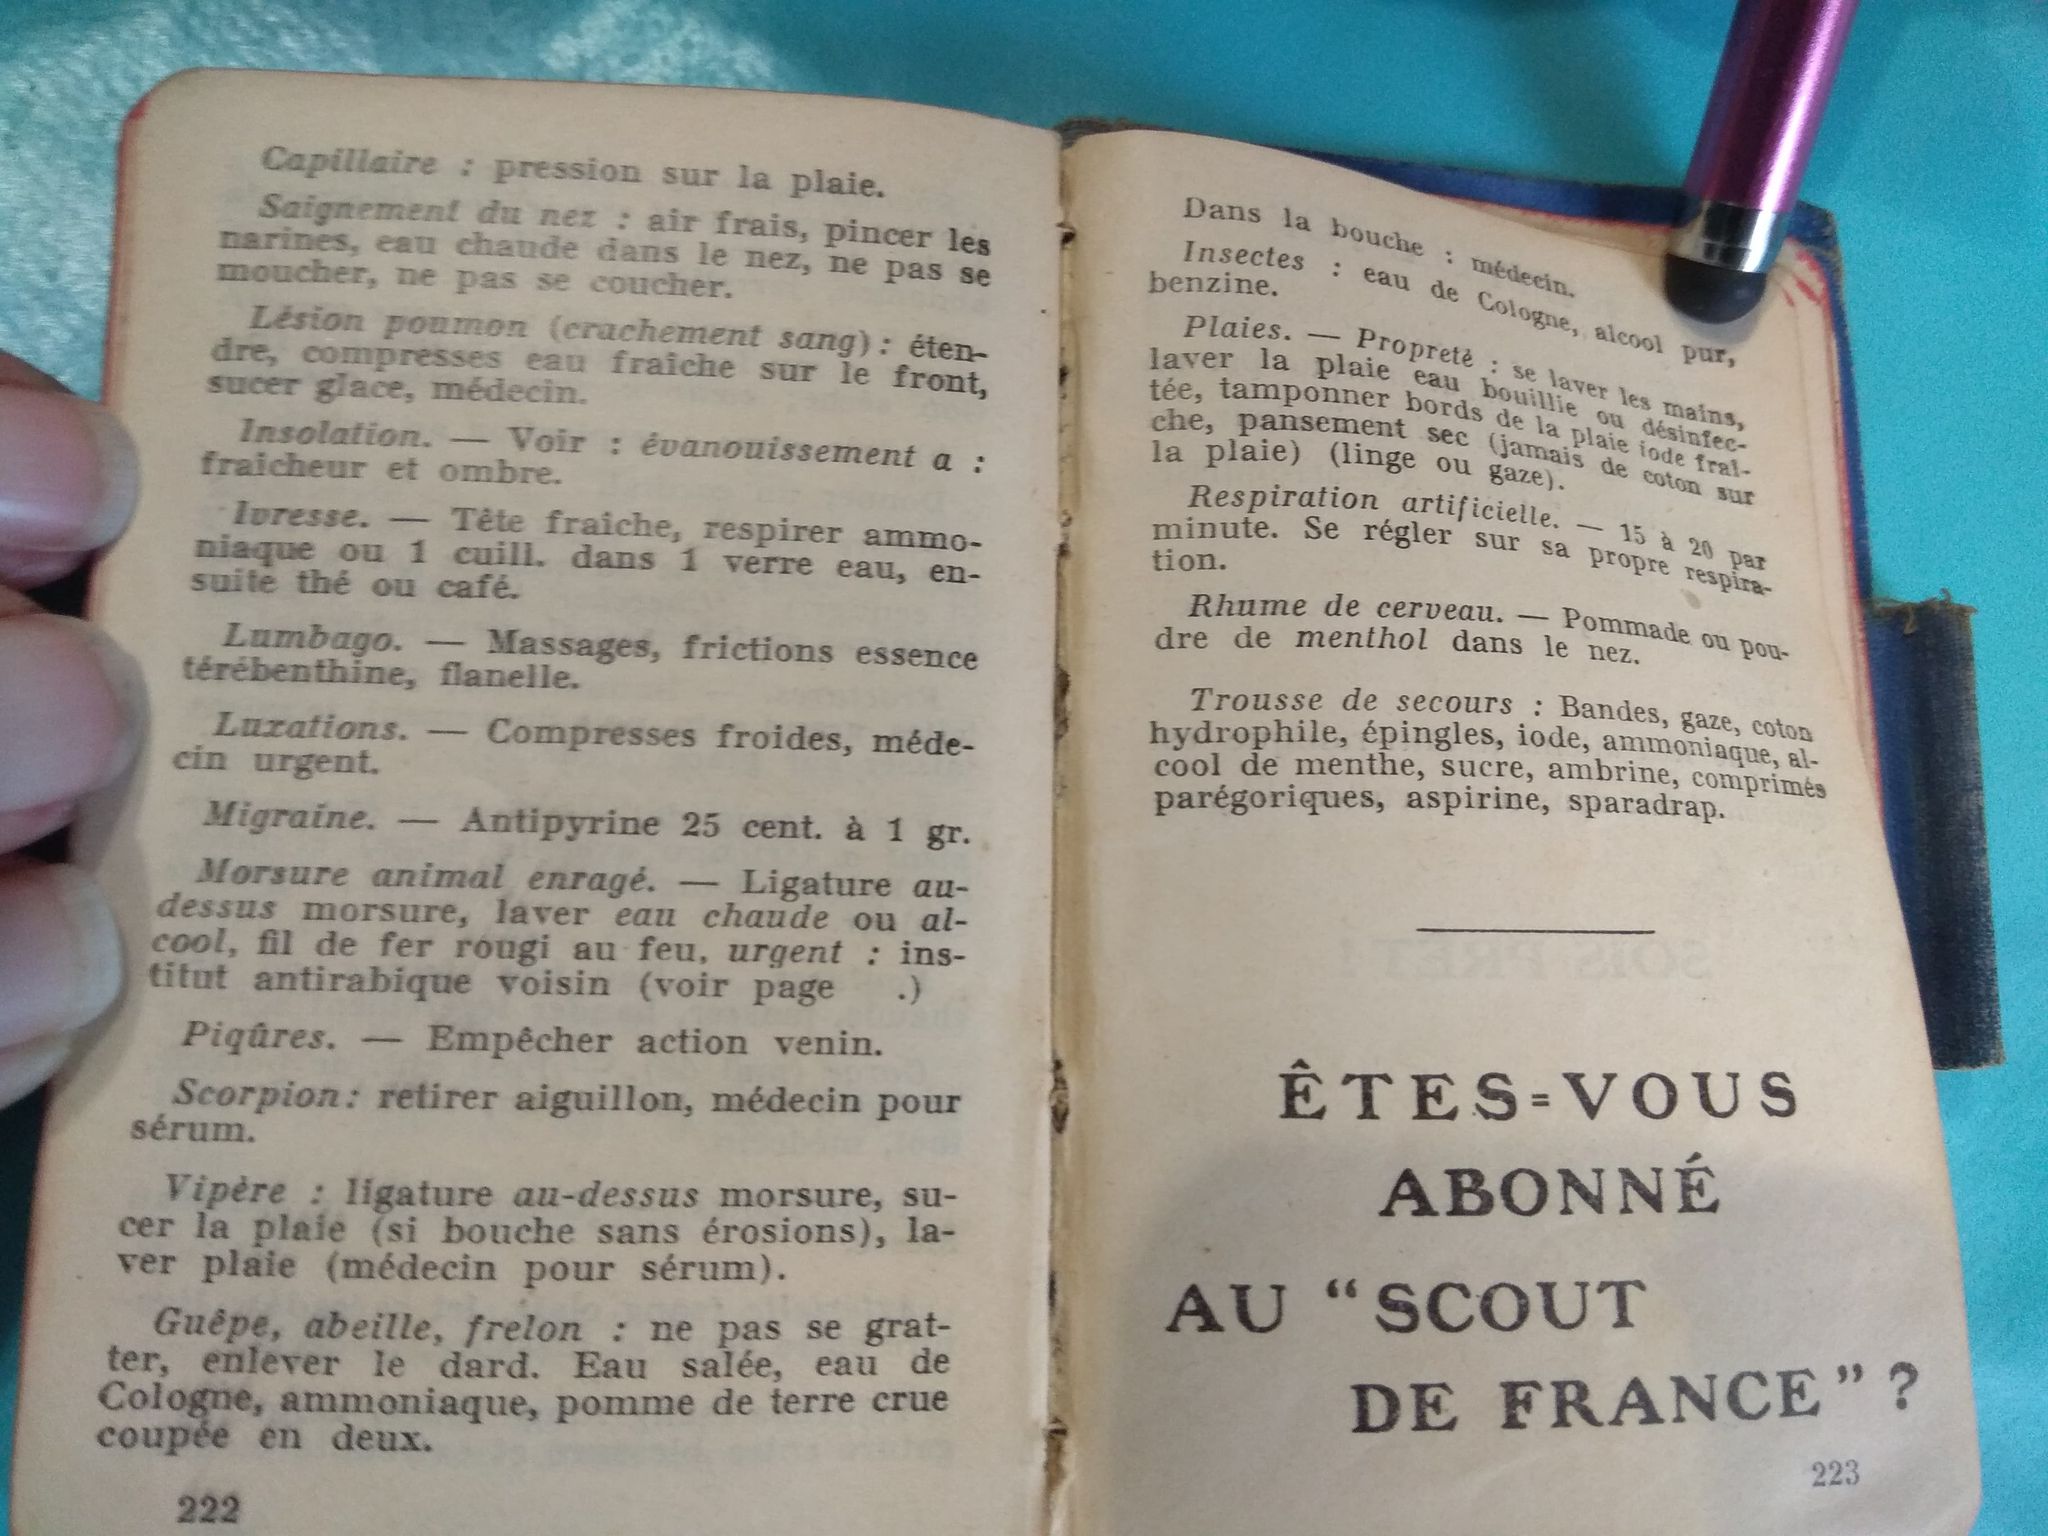 Capillaire : pression sur la plaie.
Saignement du nez : air frais, pincer les
narines, eau chaude dans le nez, ne pas se
moucher, ne pas se coucher.
Lésion poumon (crachement sang) : éten-
dre, compresses eau fraîche sur le front,
sucer glace, médecin.
Insolation. — Voir : évanouissement a :
fraîcheur et ombre.
Ivresse. — Tête fraîche, respirer ammo-
niaque ou 1 cuill. dans 1 verre eau, en-
suite thé ou café.
Lumbago. — Massages, frictions essence
térébenthine, flanelle.
Luxations. — Compresses froides, méde-
cin urgent.
Migraine. — Antipyrine 25 cent. à 1 gr.
Morsure animal enragé. — Ligature au-
dessus morsure, laver eau chaude ou al-
cool, fil de fer rougi au feu, urgent : ins-
titut antirabique voisin (voir page .)
Piqûres. — Empêcher action venin.
Scorpion : retirer aiguillon, médecin pour
sérum.
Vipère : ligature au-dessus morsure, su-
cer la plaie (si bouche sans érosions), la-
ver plaie (médecin pour sérum).
Guêpe, abeille, frelon : ne pas se grat-
ter, enlever le dard. Eau salée, eau de
Cologne, ammoniaque, pomme de terre crue
coupée en deux.
222
Dans la bouche : médecin.
Insectes : eau de Cologne, alcool pur,
benzine.
Plaies. — Propreté : se laver les mains,
laver la plaie eau bouillie ou désinfec-
tée, tamponner bords de la plaie iode fraî-
che, pansement sec (jamais de coton sur
la plaie) (linge ou gaze).
Respiration artificielle. — 15 à 20 par
minute. Se régler sur sa propre respira-
tion.
Rhume de cerveau. — Pommade ou pou-
dre de menthol dans le nez.
Trousse de secours : Bandes, gaze, coton
hydrophile, épingles, iode, ammoniaque, al-
cool de menthe, sucre, ambrine, comprimés
parégoriques, aspirine, sparadrap.
ÊTES=VOUS
ABONNÉ
AU “SCOUT
DE FRANCE” ?
223